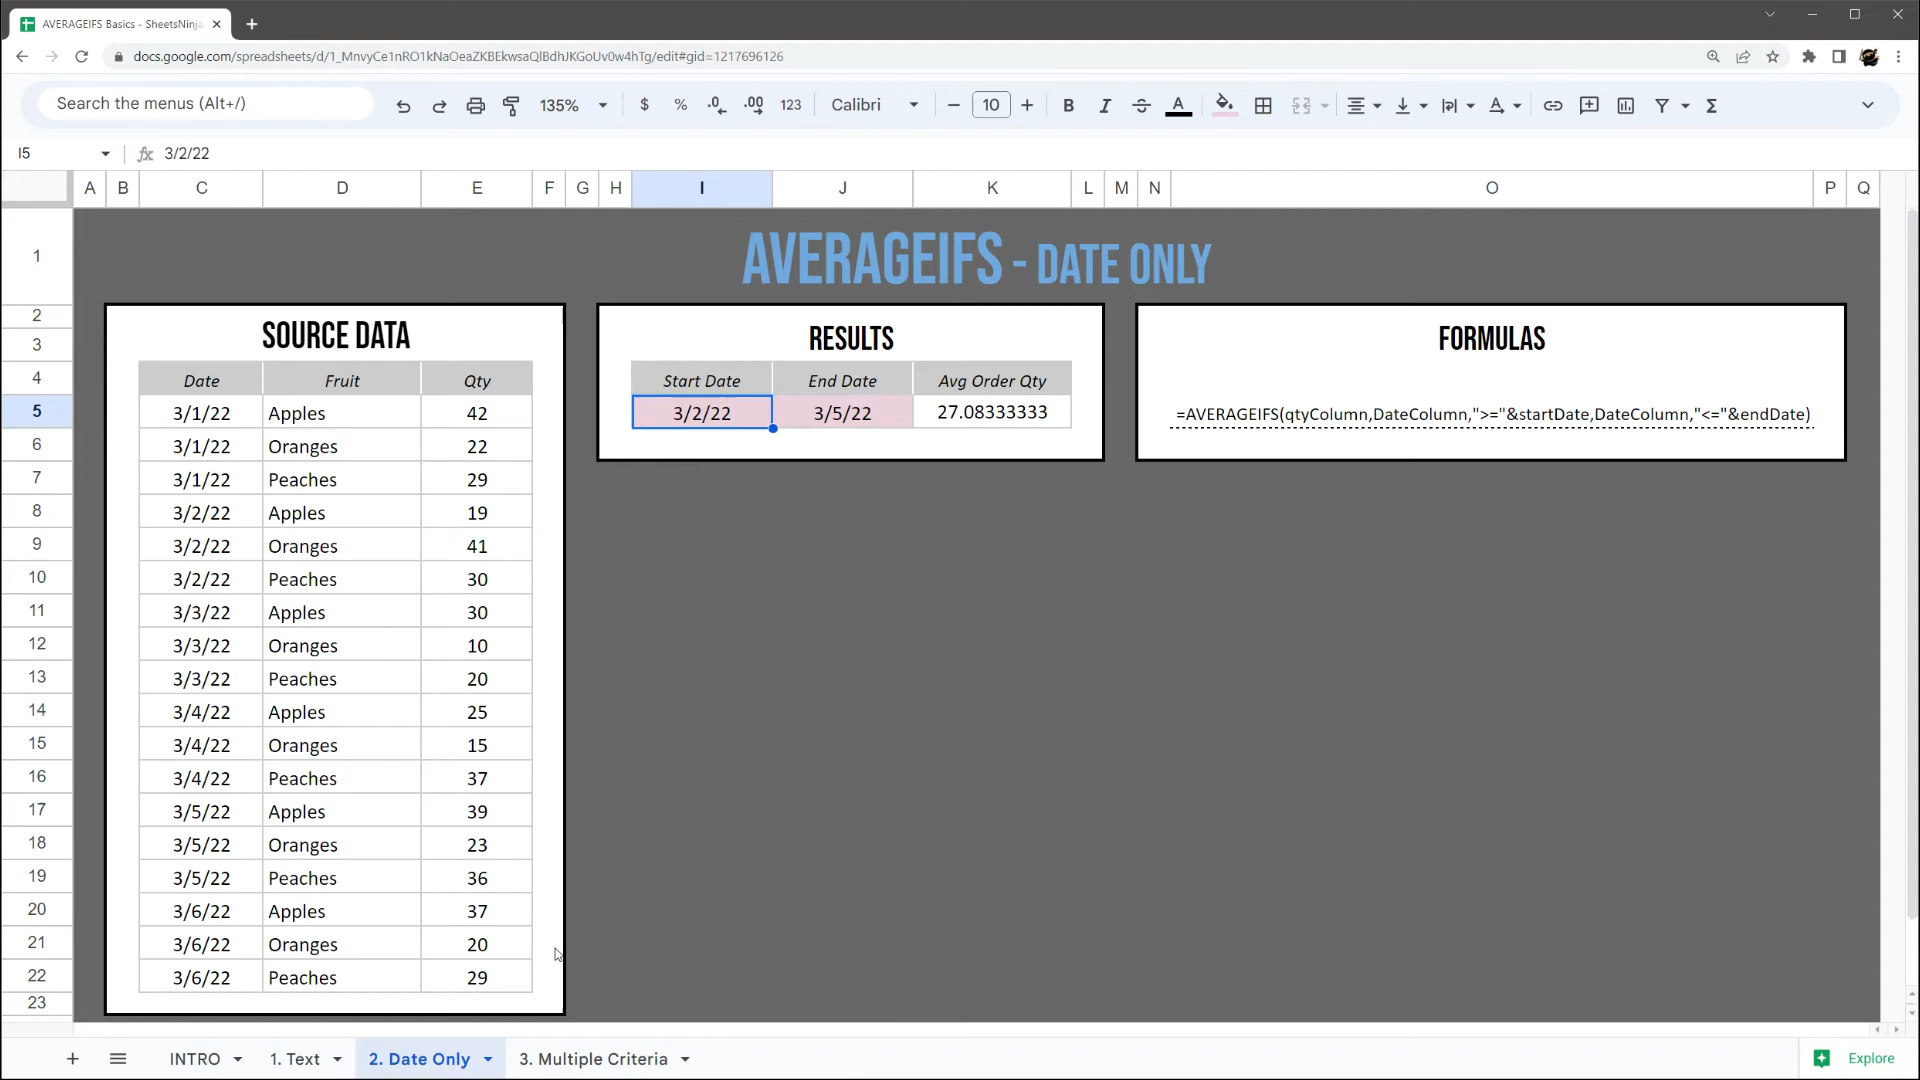 AVERAGEIFS Basics - SheetsNinja
docs.google.com/spreadsheets/d/1_MnvyCe1nRO1kNaOeaZKBEkwsaQlBdhJKGoUv0w4hTg/edit#gid=1217696126
Search the menus (Alt+/) 135% $ % .0 .00 123 Calibri 10 B I S A
I5 fx 3/2/22
A B C D E F G H I J K L M N O P Q
1 AVERAGEIFS - DATE ONLY
2
3 SOURCE DATA RESULTS FORMULAS
4 Date Fruit Qty Start Date End Date Avg Order Qty
5 3/1/22 Apples 42 3/2/22 3/5/22 27.08333333 =AVERAGEIFS(qtyColumn,DateColumn,">="&startDate,DateColumn,"<="&endDate)
6 3/1/22 Oranges 22
7 3/1/22 Peaches 29
8 3/2/22 Apples 19
9 3/2/22 Oranges 41
10 3/2/22 Peaches 30
11 3/3/22 Apples 30
12 3/3/22 Oranges 10
13 3/3/22 Peaches 20
14 3/4/22 Apples 25
15 3/4/22 Oranges 15
16 3/4/22 Peaches 37
17 3/5/22 Apples 39
18 3/5/22 Oranges 23
19 3/5/22 Peaches 36
20 3/6/22 Apples 37
21 3/6/22 Oranges 20
22 3/6/22 Peaches 29
23
INTRO 1. Text 2. Date Only 3. Multiple Criteria Explore